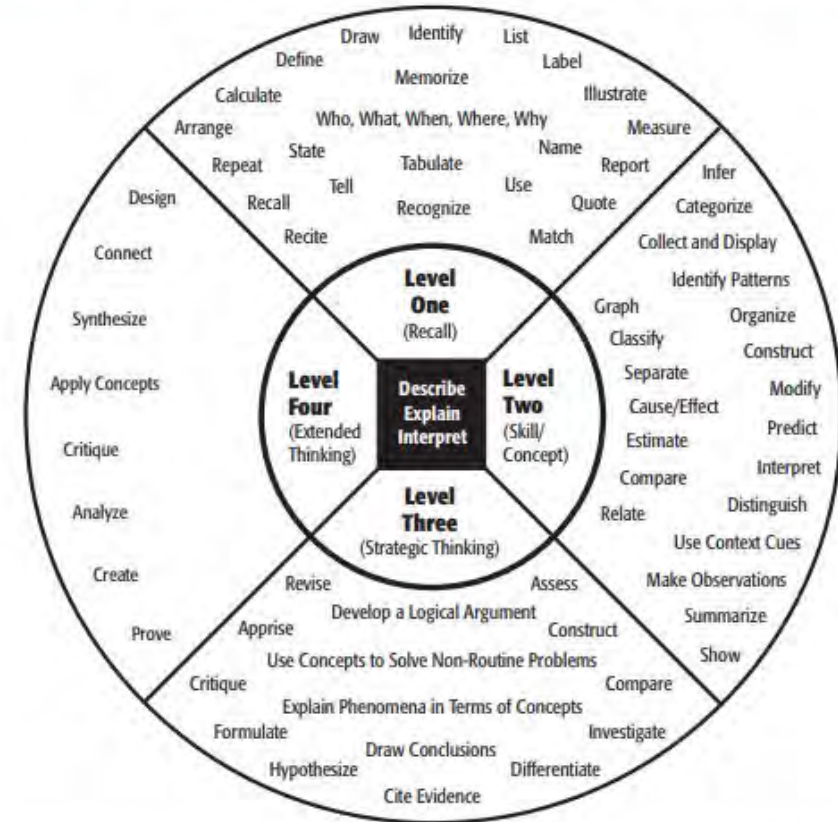 Draw
Identify
List
Define
Memorize
Label
Calculate
Illustrate
Arrange
Who, What, When, Where, Why
Measure
Repeat
State
Tabulate
Name
Report
Tell
Use
Recall
Recognize
Quote
Recite
Match
Level
One
(Recall)
Infer
Categorize
Collect and Display
Identify Patterns
Graph
Organize
Classify
Construct
Separate
Modify
Cause/Effect
Predict
Estimate
Interpret
Compare
Distinguish
Relate
Use Context Cues
Make Observations
Summarize
Show
Level
Two
(Skill/
Concept)
Describe
Explain
Interpret
Level
Three
(Strategic Thinking)
Revise
Assess
Develop a Logical Argument
Apprise
Construct
Use Concepts to Solve Non-Routine Problems
Critique
Compare
Explain Phenomena in Terms of Concepts
Formulate
Investigate
Draw Conclusions
Hypothesize
Differentiate
Cite Evidence
Level
Four
(Extended
Thinking)
Design
Connect
Synthesize
Apply Concepts
Critique
Analyze
Create
Prove